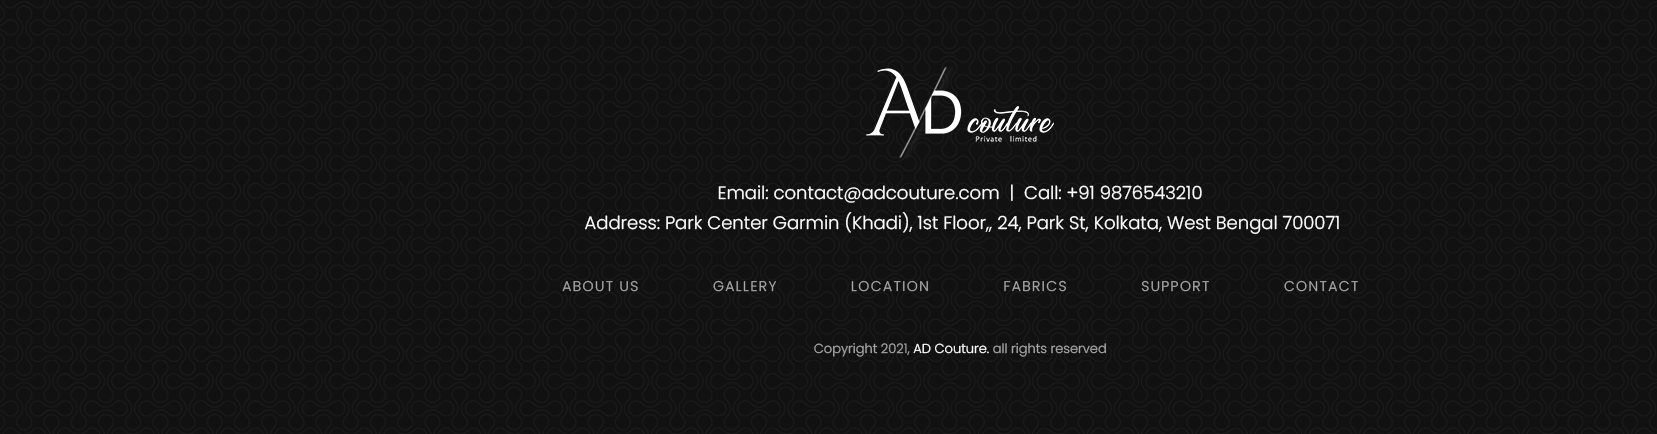 AD couture
Private limited
Email: contact@adcouture.com | Call: +91 9876543210
Address: Park Center Garmin (Khadi), 1st Floor,, 24, Park St, Kolkata, West Bengal 700071
ABOUT US GALLERY LOCATION FABRICS SUPPORT CONTACT
Copyright 2021, AD Couture. all rights reserved